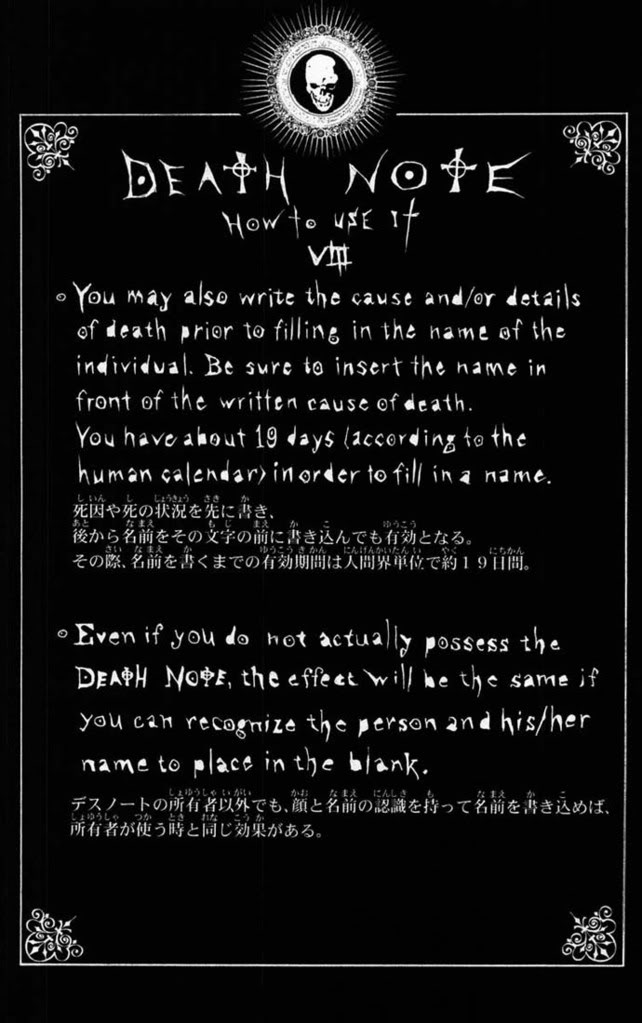 DEATH NOTE
HOW to USE It
VIII
You may also write the cause and/or details
of death prior to filling in the name of the
individual. Be sure to insert the name in
front of the written cause of death.
You have about 19 days (according to the
human calendar) in order to fill in a name.
死因や死の状況を先に書き、
後から名前をその文字の前に書き込んでも有効となる。
その際、名前を書くまでの有効期間は人間界単位で約19日間。
Even if you do not actually possess the
DEATH NOTE, the effect will be the same if
you can recognize the person and his/her
name to place in the blank.
デスノートの所有者以外でも、顔と名前の認識を持って名前を書き込めば、
所有者が使う時と同じ効果がある。